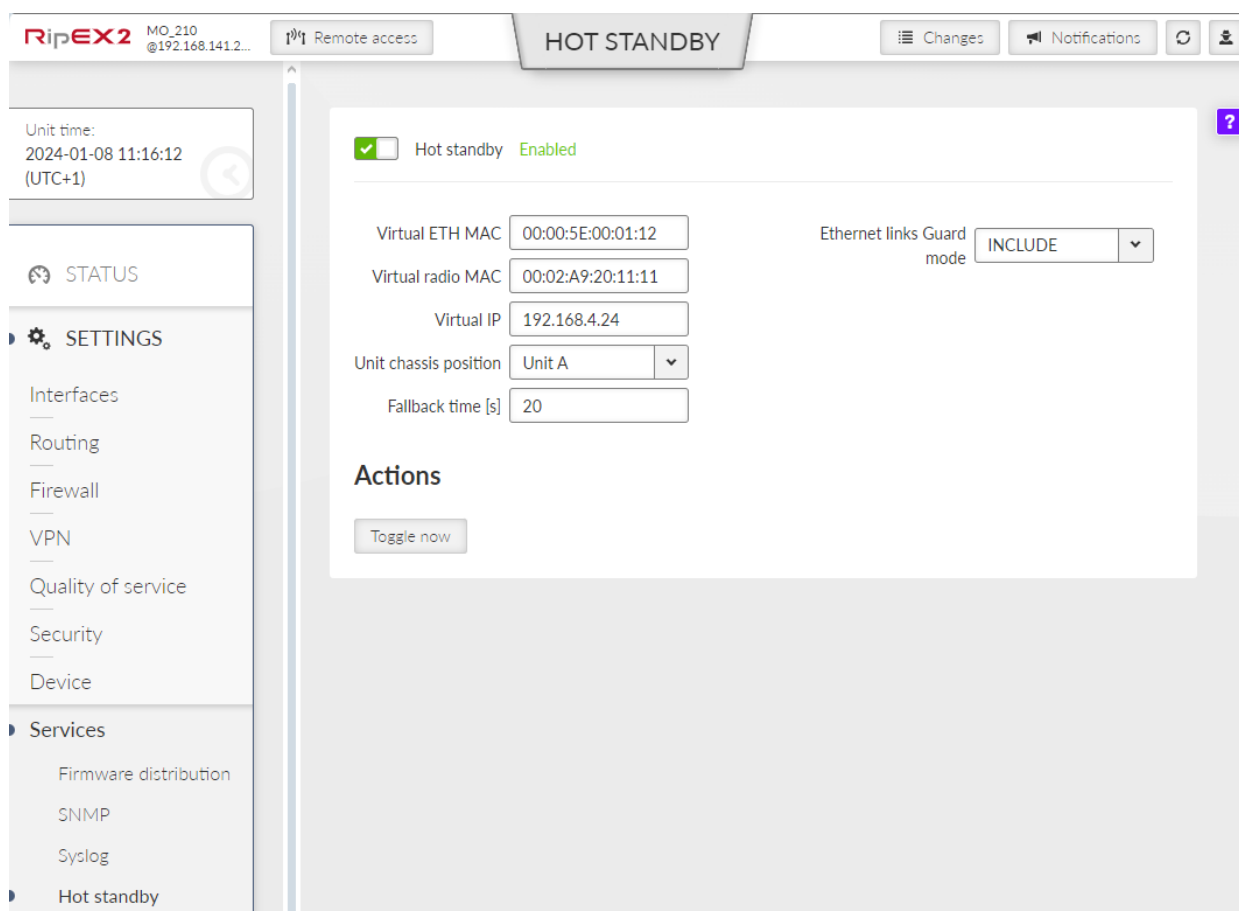 RipEX2
MO_210
@192.168.141.2...
Remote access
HOT STANDBY
Changes
Notifications
?
Unit time:
2024-01-08 11:16:12
(UTC+1)
STATUS
SETTINGS
Interfaces
Routing
Firewall
VPN
Quality of service
Security
Device
Services
Firmware distribution
SNMP
Syslog
Hot standby
Hot standby Enabled
Virtual ETH MAC 00:00:5E:00:01:12
Virtual radio MAC 00:02:A9:20:11:11
Virtual IP 192.168.4.24
Unit chassis position Unit A
Fallback time [s] 20
Ethernet links Guard
mode INCLUDE
Actions
Toggle now